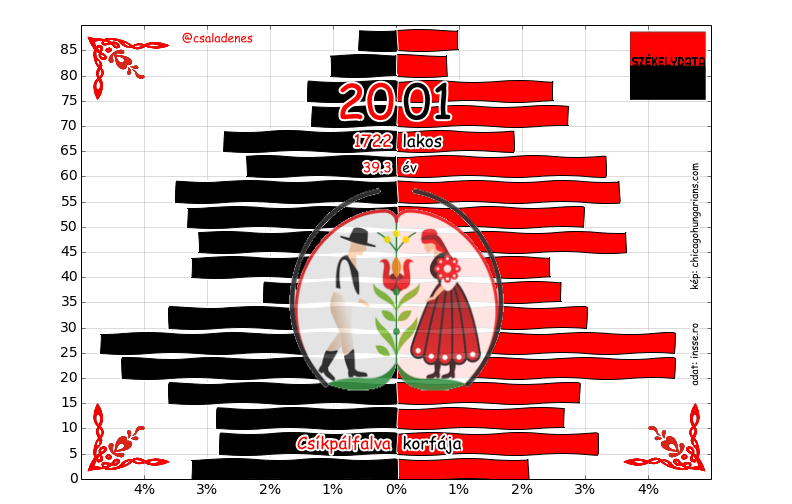 @csaladenes
SZÉKELYDATA
2001
1722 lakos
39.3 év
kép: chicagohungarians.com
adat: insse.ro
Csíkpálfalva korfája
85
80
75
70
65
60
55
50
45
40
35
30
25
20
15
10
5
0
4% 3% 2% 1% 0% 1% 2% 3% 4%